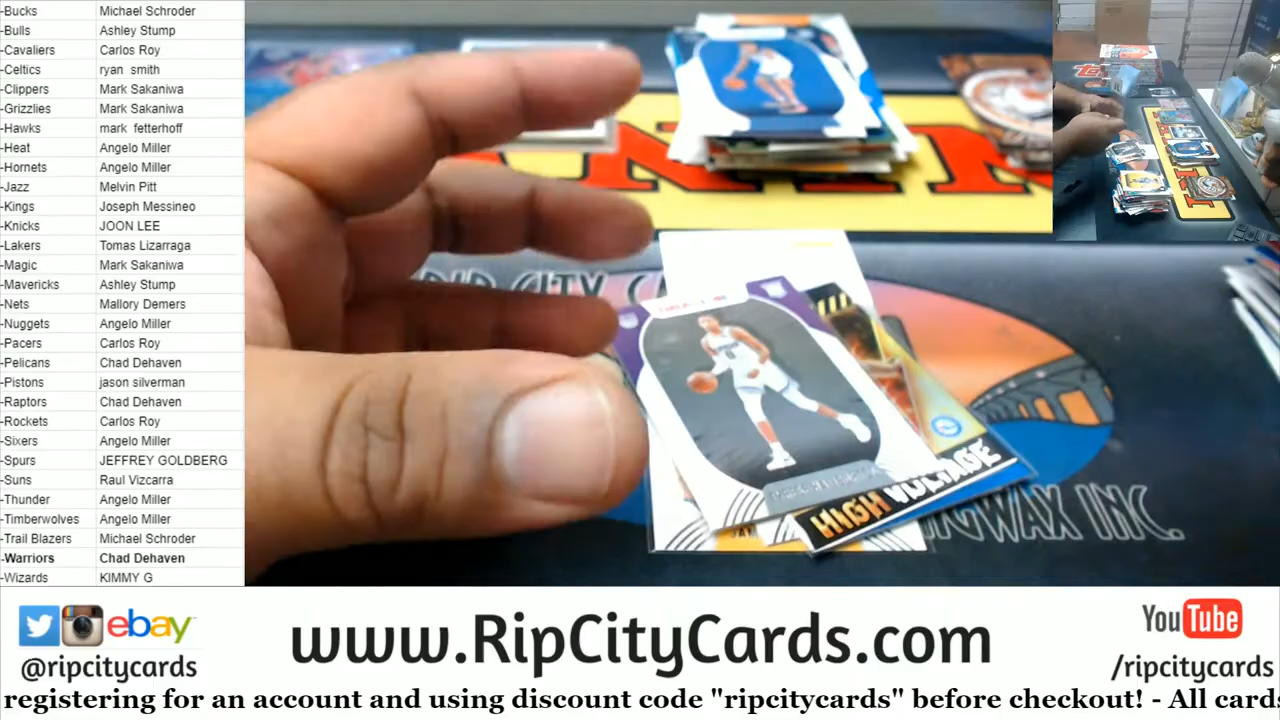 -Bucks Michael Schroder
-Bulls Ashley Stump
-Cavaliers Carlos Roy
-Celtics ryan smith
-Clippers Mark Sakaniwa
-Grizzlies Mark Sakaniwa
-Hawks mark fetterhoff
-Heat Angelo Miller
-Hornets Angelo Miller
-Jazz Melvin Pitt
-Kings Joseph Messineo
-Knicks JOON LEE
-Lakers Tomas Lizarraga
-Magic Mark Sakaniwa
-Mavericks Ashley Stump
-Nets Mallory Demers
-Nuggets Angelo Miller
-Pacers Carlos Roy
-Pelicans Chad Dehaven
-Pistons jason silverman
-Raptors Chad Dehaven
-Rockets Carlos Roy
-Sixers Angelo Miller
-Spurs JEFFREY GOLDBERG
-Suns Raul Vizcarra
-Thunder Angelo Miller
-Timberwolves Angelo Miller
-Trail Blazers Michael Schroder
-Warriors Chad Dehaven
-Wizards KIMMY G
HIGH VOLTAGE
INC.
ebay
@ripcitycards
www.RipCityCards.com
YouTube
/ripcitycards
registering for an account and using discount code "ripcitycards" before checkout! - All cards